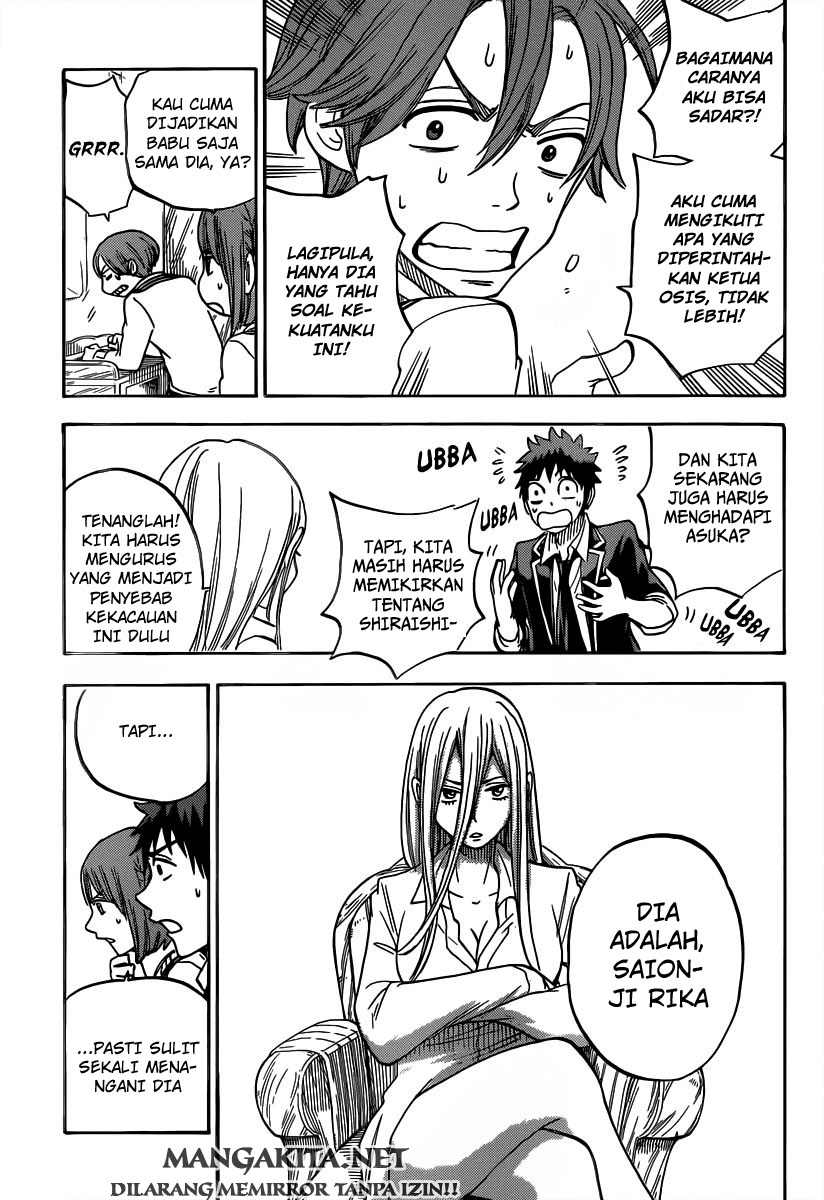 BAGAIMANA
CARANYA
AKU BISA
SADAR?!
AKU CUMA
MENGIKUTI
APA YANG
DIPERINTAH-
KAN KETUA
OSIS, TIDAK
LEBIH!
LAGIPULA,
HANYA DIA
YANG TAHU
SOAL KE-
KUATANKU
INI!
KAU CUMA
DIJADIKAN
BABU SAJA
SAMA DIA, YA?
GRRR.
DAN KITA
SEKARANG
JUGA HARUS
MENGHADAPI
ASUKA?
UBBA
UBBA
UBBA
UBBA
TAPI, KITA
MASIH HARUS
MEMIKIRKAN
TENTANG
SHIRAISHI-
TENANGLAH!
KITA HARUS
MENGURUS
YANG MENJADI
PENYEBAB
KEKACAUAN
INI DULU
DIA
ADALAH,
SAION-
JI RIKA
TAPI...
...PASTI SULIT
SEKALI MENA-
NGANI DIA
MANGAKITA.NET
DILARANG MEMIRROR TANPA IZIN!!